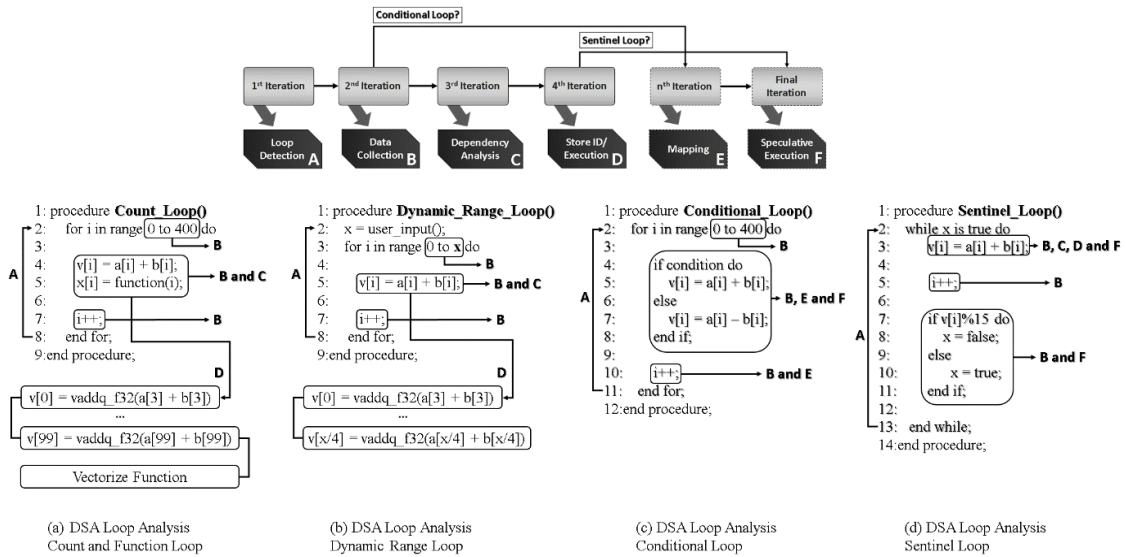 Conditional Loop?
Sentinel Loop?
1st Iteration
2nd Iteration
3rd Iteration
4th Iteration
nth Iteration
Final Iteration
Loop Detection A
Data Collection B
Dependency Analysis C
Store ID/ Execution D
Mapping E
Speculative Execution F
1: procedure Count_Loop()
2: for i in range 0 to 400 do
3:
B
4: v[i] = a[i] + b[i];
5: x[i] = function(i);
B and C
6:
7: i++;
B
8: end for;
9:end procedure;
A
D
v[0] = vaddq_f32(a[3] + b[3])
...
v[99] = vaddq_f32(a[99] + b[99])
Vectorize Function
(a) DSA Loop Analysis
Count and Function Loop
1: procedure Dynamic_Range_Loop()
2: x = user_input();
3: for i in range 0 to x do
4:
B
5: v[i] = a[i] + b[i];
B and C
6:
7: i++;
B
8: end for;
9:end procedure;
D
v[0] = vaddq_f32(a[3] + b[3])
...
v[x/4] = vaddq_f32(a[x/4] + b[x/4])
(b) DSA Loop Analysis
Dynamic Range Loop
1: procedure Conditional_Loop()
2: for i in range 0 to 400 do
3:
B
4: if condition do
5: v[i] = a[i] + b[i];
6: else
B, E and F
7: v[i] = a[i] – b[i];
8: end if;
9:
10: i++;
B and E
11: end for;
12:end procedure;
A
(c) DSA Loop Analysis
Conditional Loop
1: procedure Sentinel_Loop()
2: while x is true do
3: v[i] = a[i] + b[i];
B, C, D and F
4:
5: i++;
B
6:
7: if v[i]%15 do
8: x = false;
9: else
B and F
10: x = true;
11: end if;
12:
13: end while;
14:end procedure;
A
(d) DSA Loop Analysis
Sentinel Loop